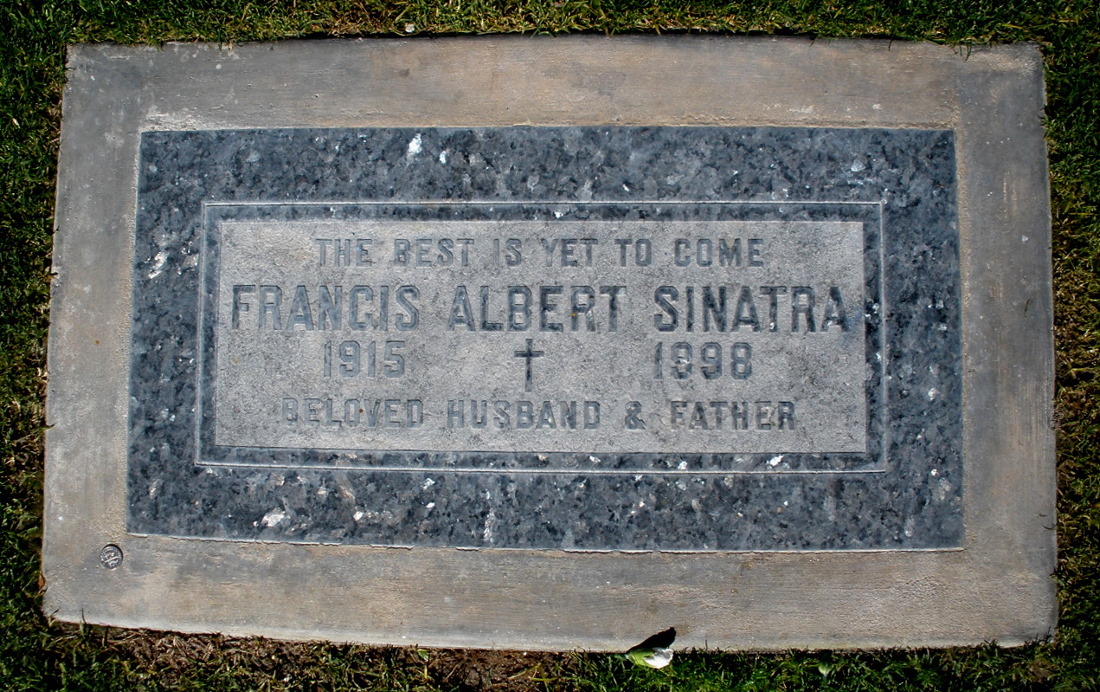 THE BEST IS YET TO COME
FRANCIS ALBERT SINATRA
1915 1998
BELOVED HUSBAND & FATHER